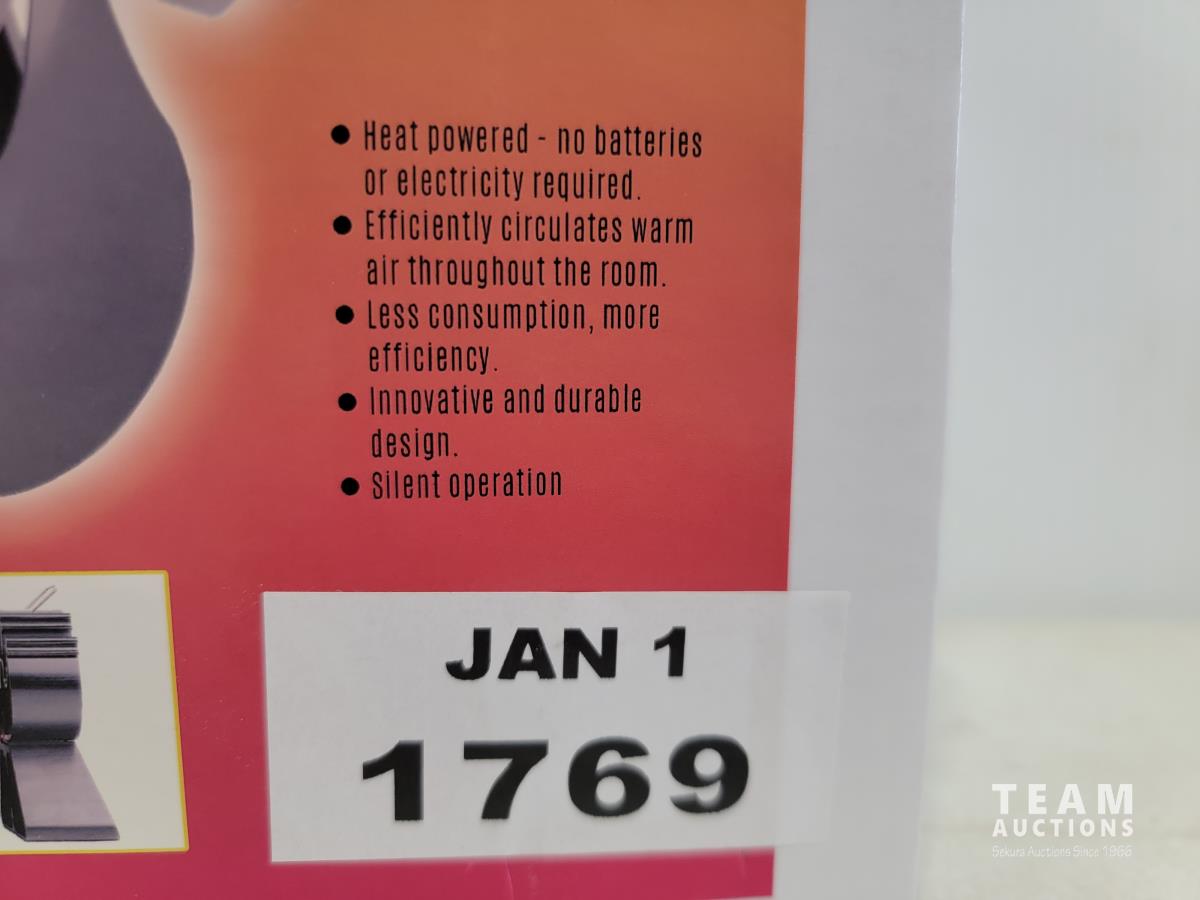 ● Heat powered - no batteries
or electricity required.
● Efficiently circulates warm
air throughout the room.
● Less consumption, more
efficiency.
● Innovative and durable
design.
● Silent operation
JAN 1
1769
TEAM
AUCTIONS
Sekura Auctions Since 1966